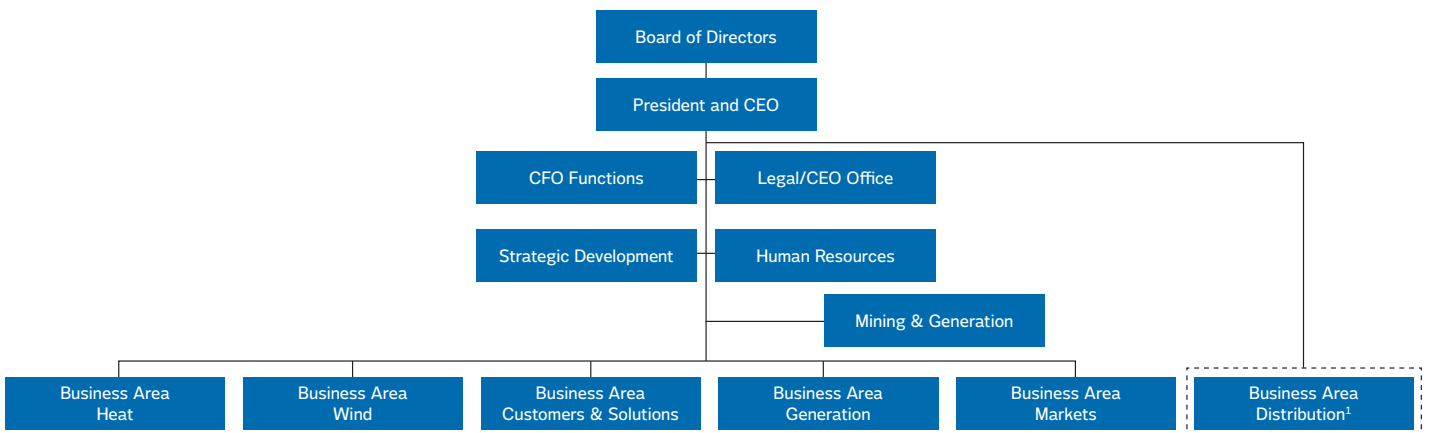 Board of Directors
President and CEO
CFO Functions
Legal/CEO Office
Strategic Development
Human Resources
Mining & Generation
Business Area
Heat
Business Area
Wind
Business Area
Customers & Solutions
Business Area
Generation
Business Area
Markets
Business Area
Distribution¹